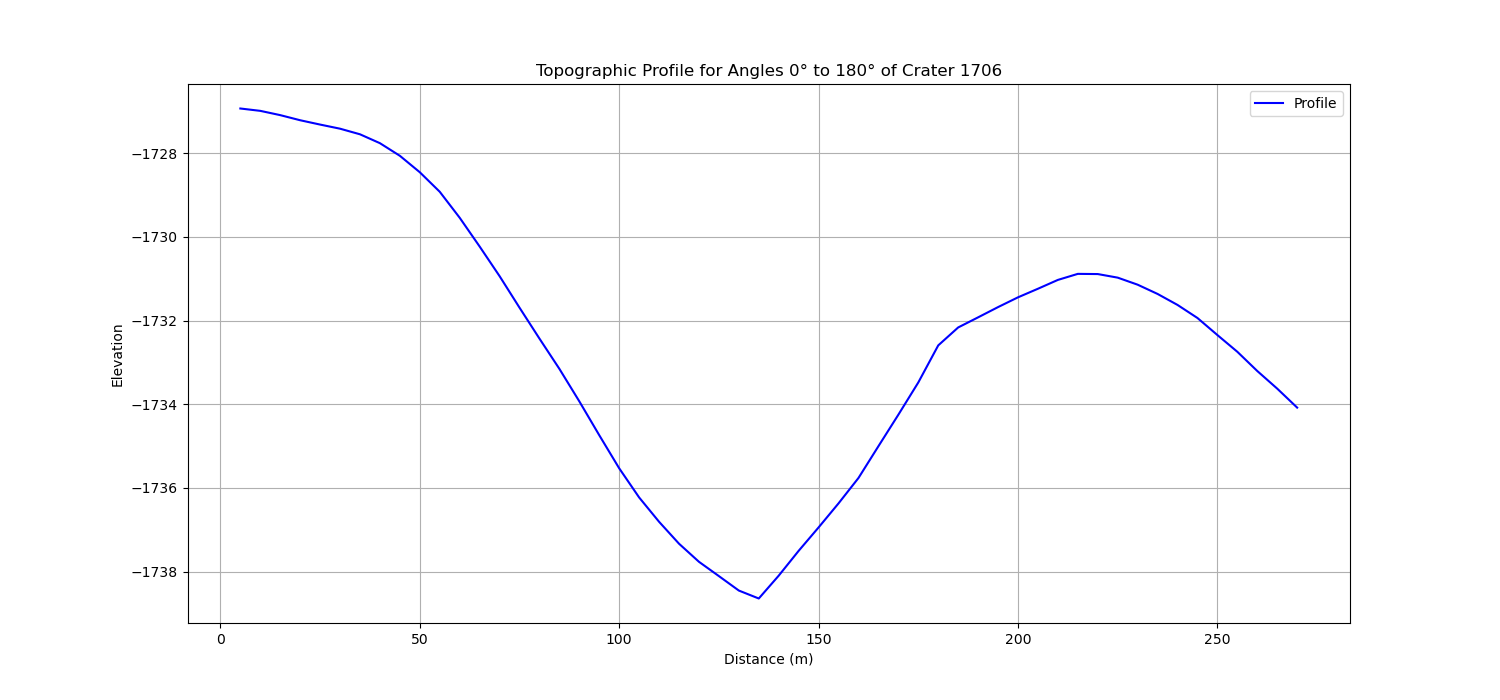 Topographic Profile for Angles 0° to 180° of Crater 1706
Profile
−1728
−1730
−1732
−1734
−1736
−1738
Elevation
0 50 100 150 200 250
Distance (m)